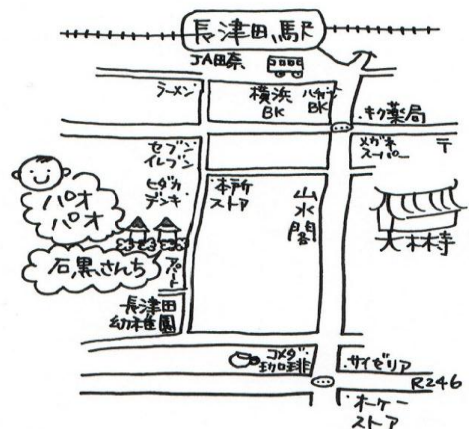 長津田駅
JA田奈
ラーメン
横浜
BK
ハガシ
BK
キク薬局
セブン
イレブン
メガネ
スーパー
〒
ヒダカ
デンキ
本所
ストア
山水閣
大林寺
パオ
パオ
石黒さんち
アパート
長津田
幼稚園
コメダ
珈琲
サイゼリア
R246
オーケー
ストア